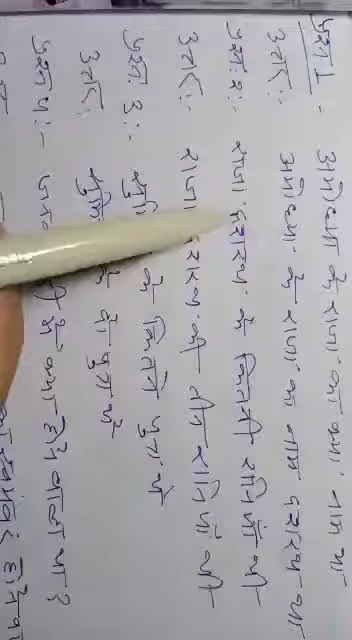 प्रश्न 1:- अयोध्या के राजा का क्या नाम था
उत्तर:- अयोध्या के राजा का नाम दशरथ था
प्रश्न 2:- राजा दशरथ के कितनी रानियाँ थी
उत्तर:- राजा दशरथ की तीन रानियाँ थी
प्रश्न 3:- के कितने पुत्र थे
उत्तर:- के दो पुत्र थे
प्रश्न 4:- में क्या होने वाला था?
होने